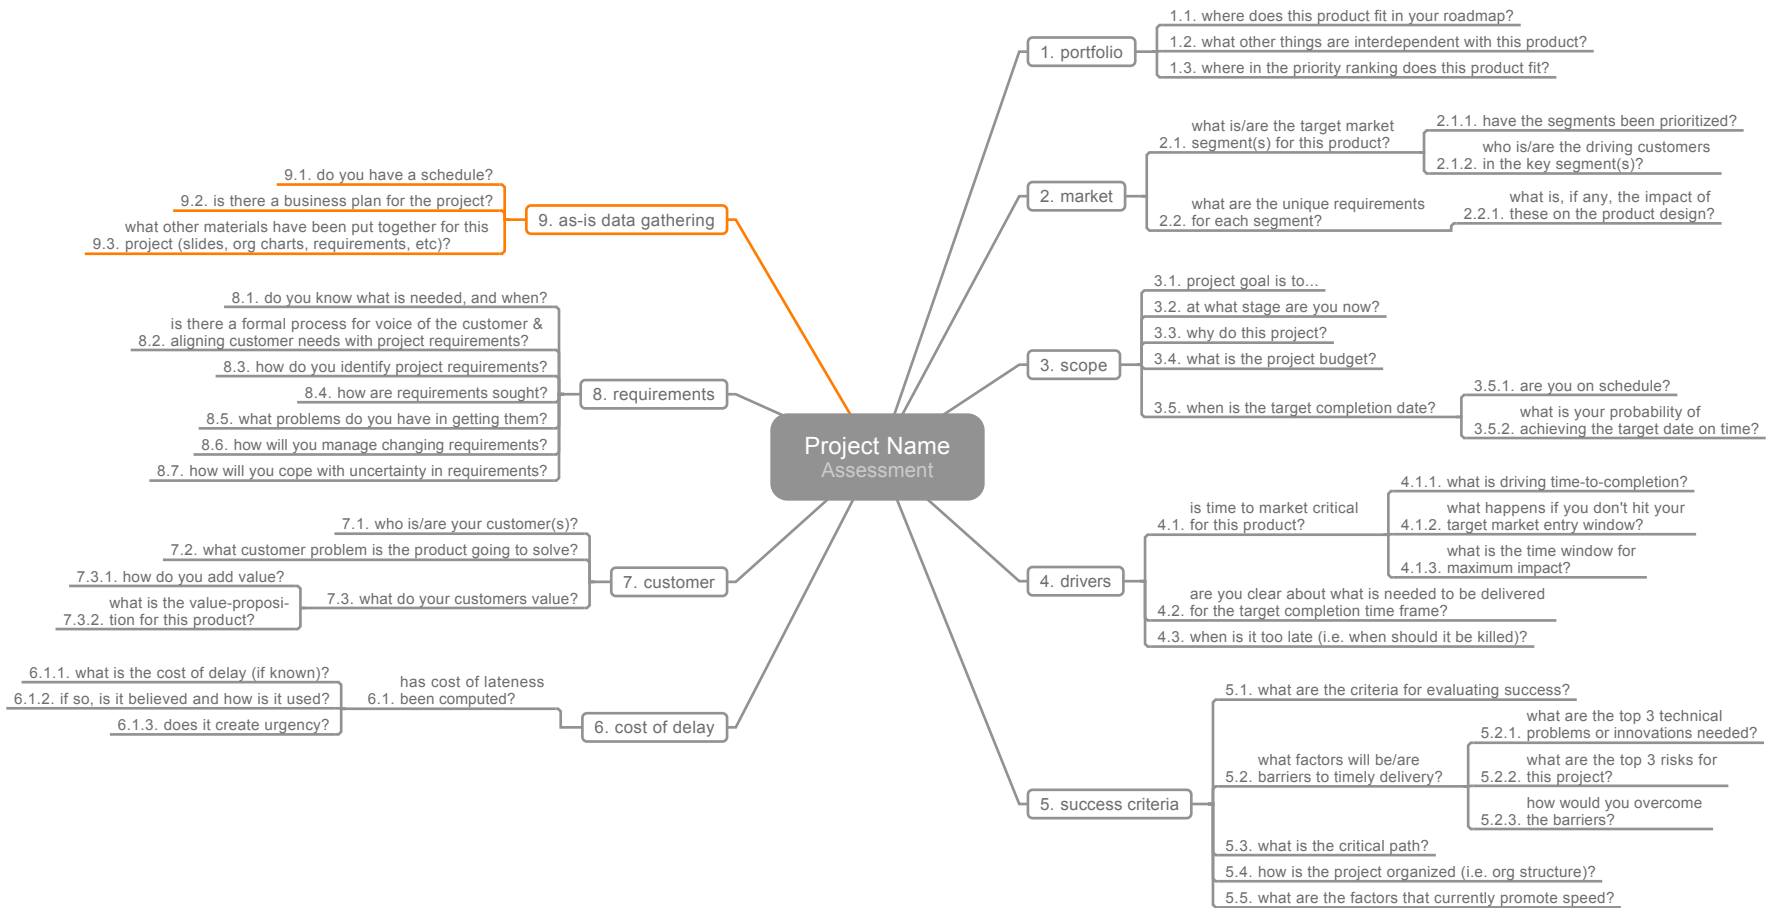 Project Name
Assessment
1. portfolio
1.1. where does this product fit in your roadmap?
1.2. what other things are interdependent with this product?
1.3. where in the priority ranking does this product fit?
2. market
what is/are the target market
2.1. segment(s) for this product?
2.1.1. have the segments been prioritized?
who is/are the driving customers
2.1.2. in the key segment(s)?
what are the unique requirements
2.2. for each segment?
what is, if any, the impact of
2.2.1. these on the product design?
3. scope
3.1. project goal is to...
3.2. at what stage are you now?
3.3. why do this project?
3.4. what is the project budget?
3.5. when is the target completion date?
3.5.1. are you on schedule?
what is your probability of
3.5.2. achieving the target date on time?
4. drivers
is time to market critical
4.1. for this product?
4.1.1. what is driving time-to-completion?
what happens if you don't hit your
4.1.2. target market entry window?
what is the time window for
4.1.3. maximum impact?
are you clear about what is needed to be delivered
4.2. for the target completion time frame?
4.3. when is it too late (i.e. when should it be killed)?
5. success criteria
5.1. what are the criteria for evaluating success?
what factors will be/are
5.2. barriers to timely delivery?
what are the top 3 technical
5.2.1. problems or innovations needed?
what are the top 3 risks for
5.2.2. this project?
how would you overcome
5.2.3. the barriers?
5.3. what is the critical path?
5.4. how is the project organized (i.e. org structure)?
5.5. what are the factors that currently promote speed?
6. cost of delay
has cost of lateness
6.1. been computed?
6.1.1. what is the cost of delay (if known)?
6.1.2. if so, is it believed and how is it used?
6.1.3. does it create urgency?
7. customer
7.1. who is/are your customer(s)?
7.2. what customer problem is the product going to solve?
7.3. what do your customers value?
7.3.1. how do you add value?
what is the value-proposi-
7.3.2. tion for this product?
8. requirements
8.1. do you know what is needed, and when?
is there a formal process for voice of the customer &
8.2. aligning customer needs with project requirements?
8.3. how do you identify project requirements?
8.4. how are requirements sought?
8.5. what problems do you have in getting them?
8.6. how will you manage changing requirements?
8.7. how will you cope with uncertainty in requirements?
9. as-is data gathering
9.1. do you have a schedule?
9.2. is there a business plan for the project?
what other materials have been put together for this
9.3. project (slides, org charts, requirements, etc)?